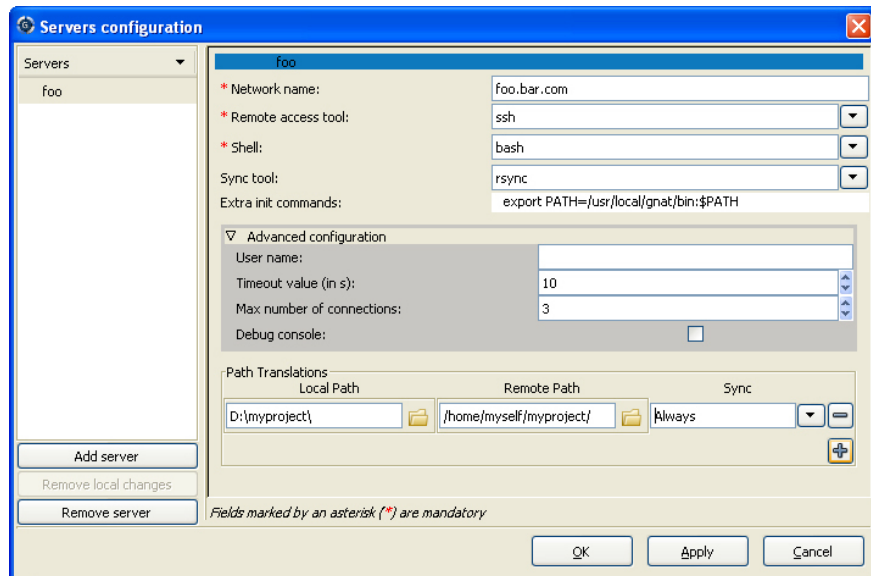 Servers configuration
Servers
foo
foo
* Network name: foo.bar.com
* Remote access tool: ssh
* Shell: bash
Sync tool: rsync
Extra init commands: export PATH=/usr/local/gnat/bin:$PATH
Advanced configuration
User name:
Timeout value (in s): 10
Max number of connections: 3
Debug console:
Path Translations
Local Path Remote Path Sync
D:\myproject\ /home/myself/myproject/ Always
Add server
Remove local changes
Remove server
Fields marked by an asterisk (*) are mandatory
OK Apply Cancel